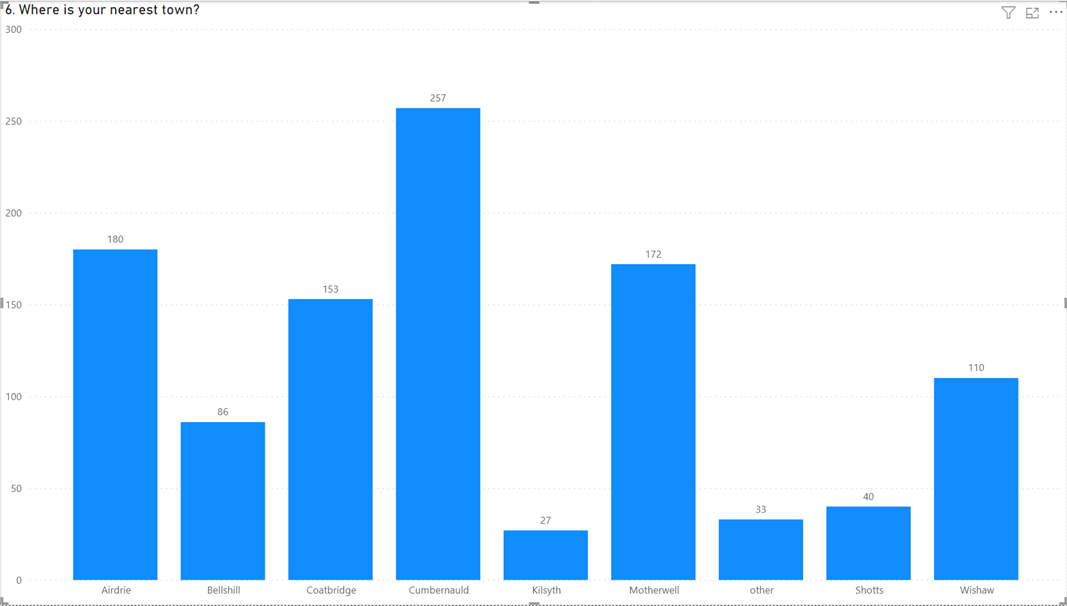 6. Where is your nearest town?
300
250
200
150
100
50
0
180
86
153
257
27
172
33
40
110
Airdrie
Bellshill
Coatbridge
Cumbernauld
Kilsyth
Motherwell
other
Shotts
Wishaw